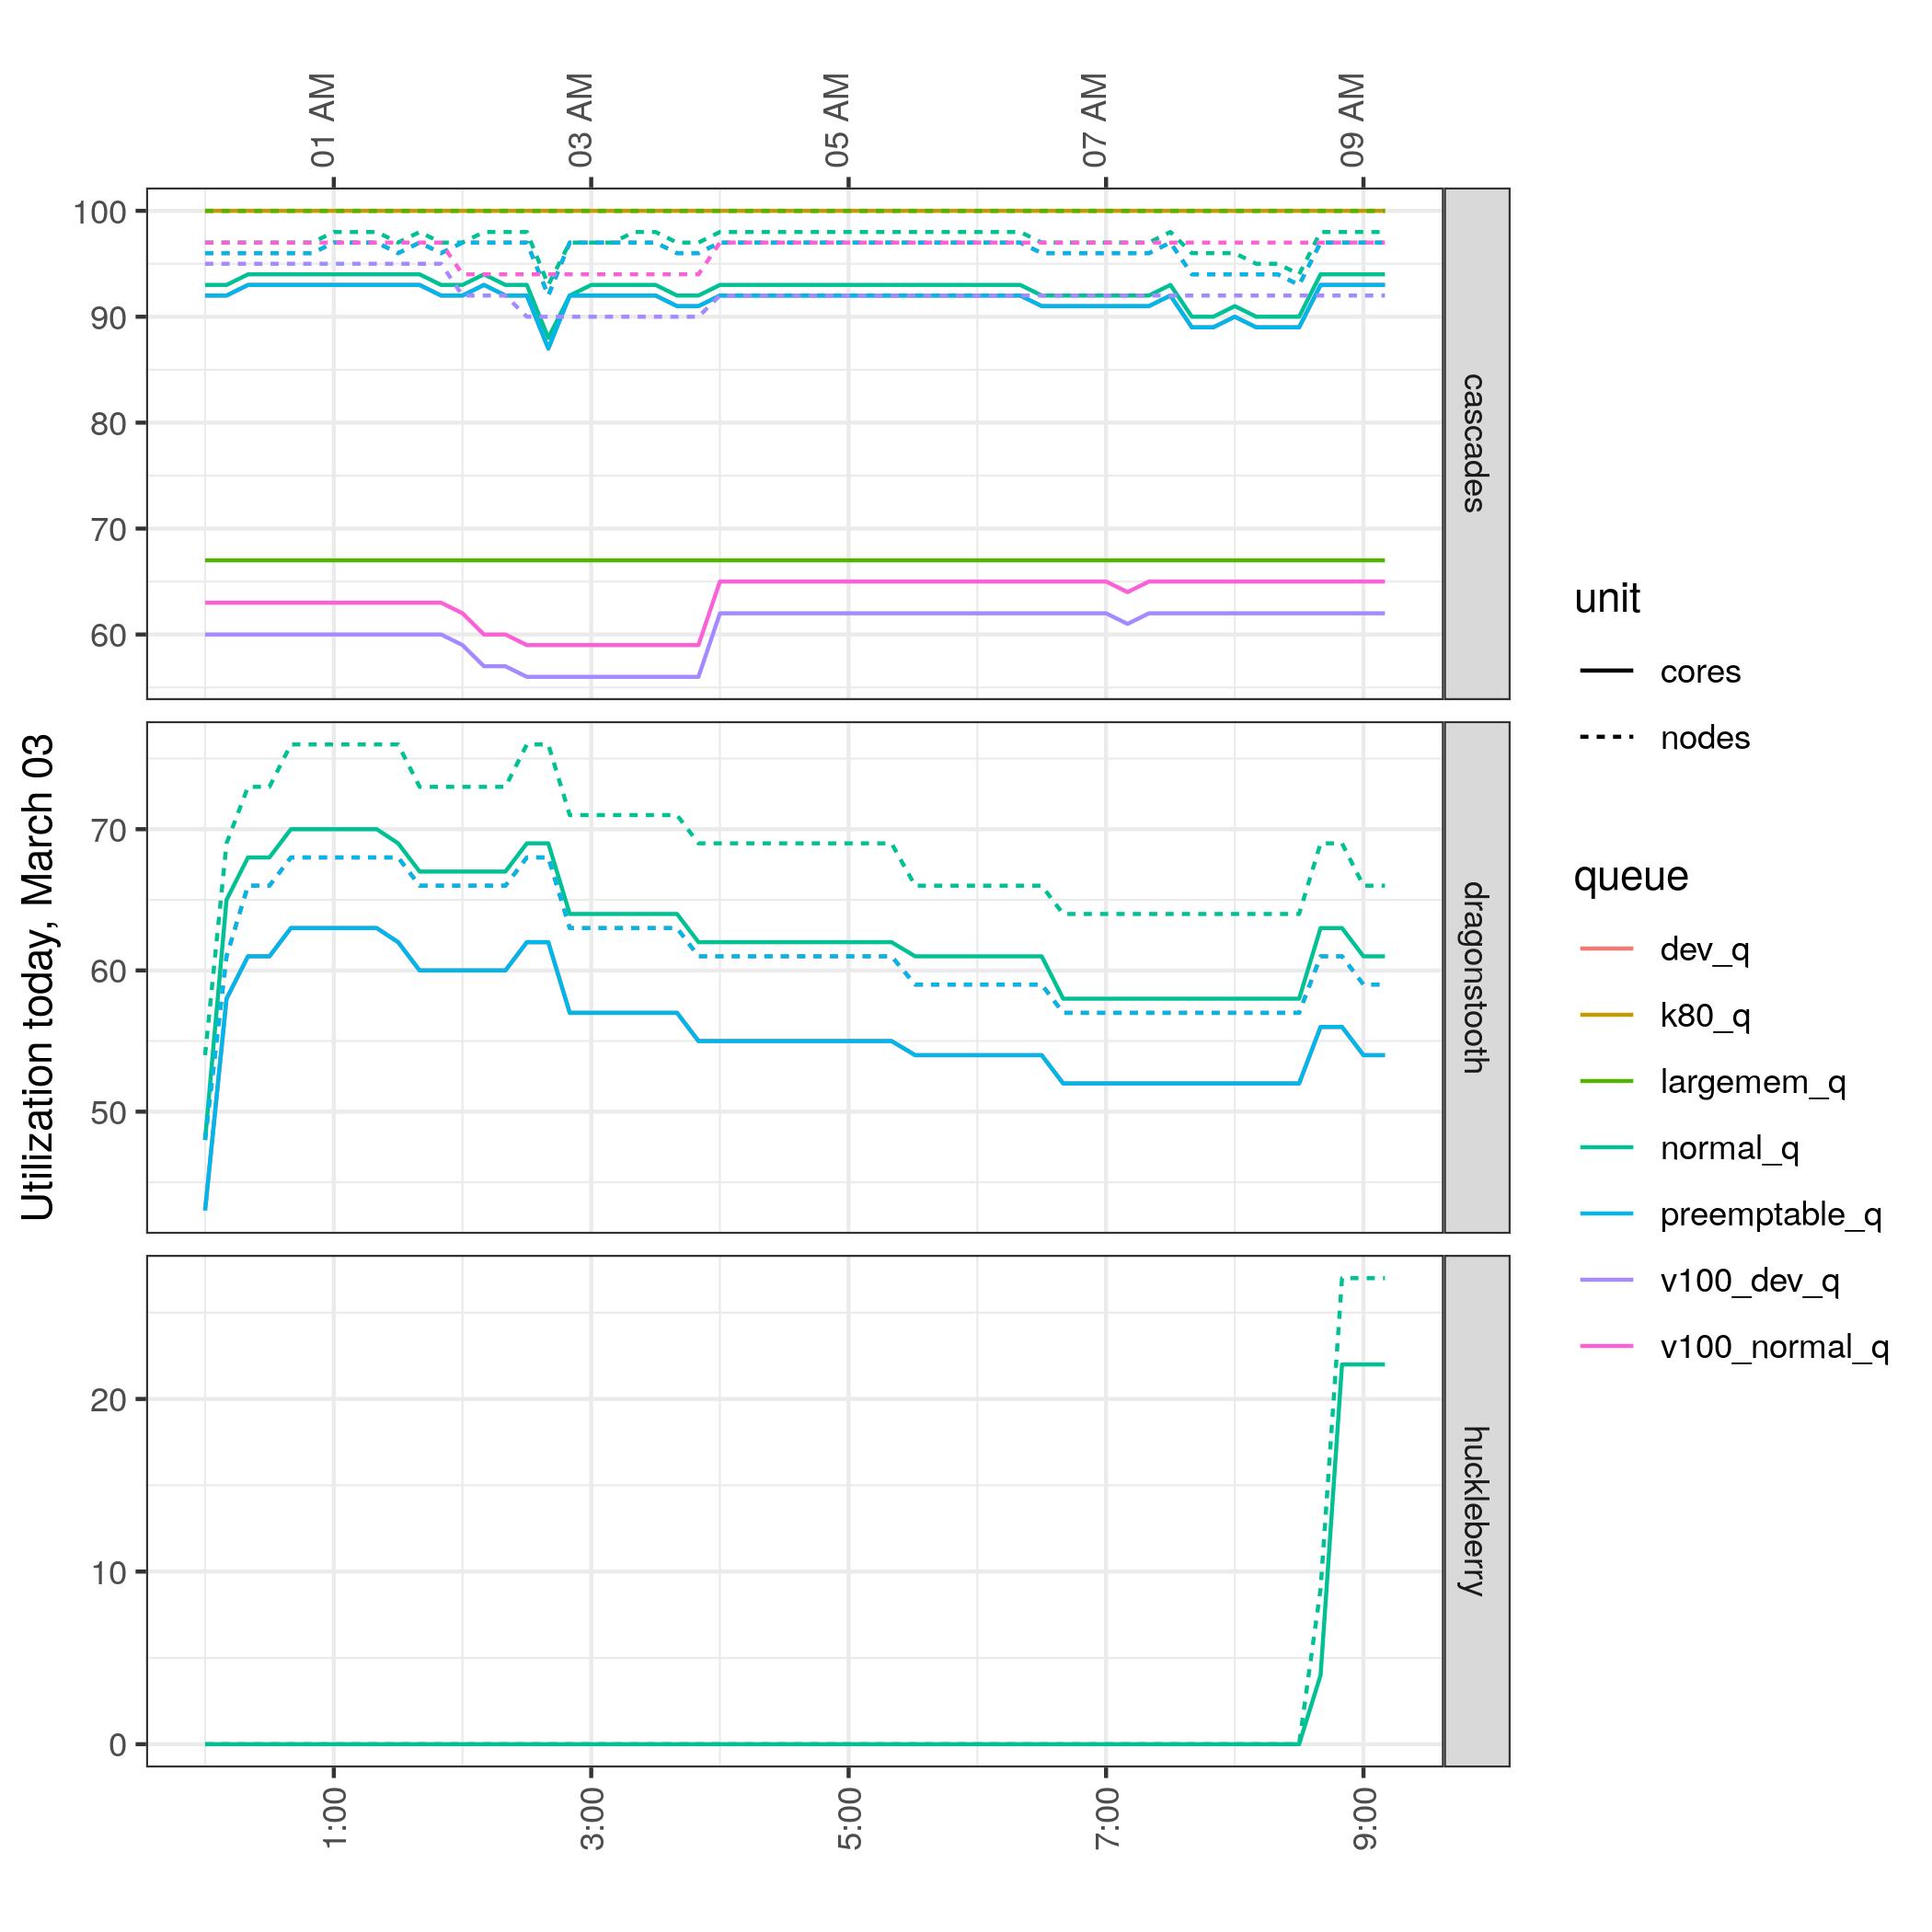 01 AM
03 AM
05 AM
07 AM
09 AM
100
90
80
70
60
cascades
Utilization today, March 03
70
60
50
dragonstooth
20
10
0
huckleberry
1:00
3:00
5:00
7:00
9:00
unit
cores
nodes
queue
dev_q
k80_q
largemem_q
normal_q
preemptable_q
v100_dev_q
v100_normal_q